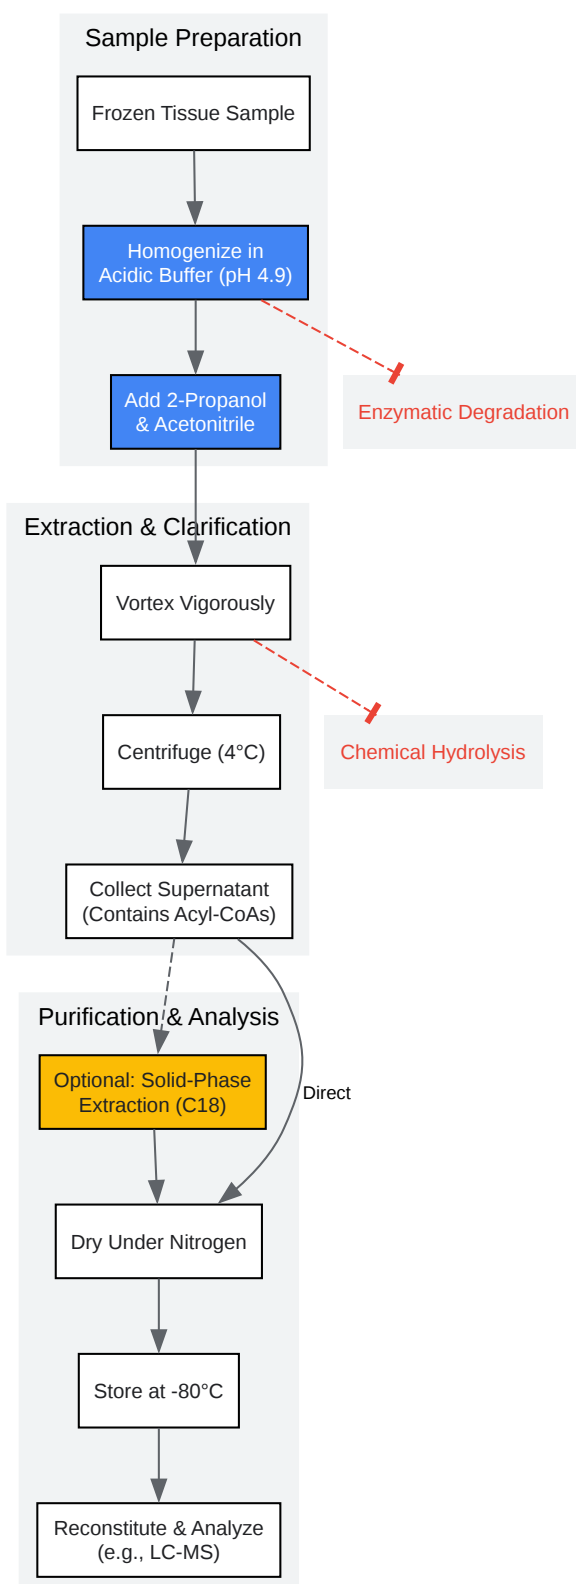 Sample Preparation
Frozen Tissue Sample
Homogenize in
Acidic Buffer (pH 4.9)
Add 2-Propanol
& Acetonitrile
Enzymatic Degradation
Extraction & Clarification
Vortex Vigorously
Centrifuge (4°C)
Chemical Hydrolysis
Collect Supernatant
(Contains Acyl-CoAs)
Purification & Analysis
Optional: Solid-Phase
Extraction (C18)
Direct
Dry Under Nitrogen
Store at -80°C
Reconstitute & Analyze
(e.g., LC-MS)